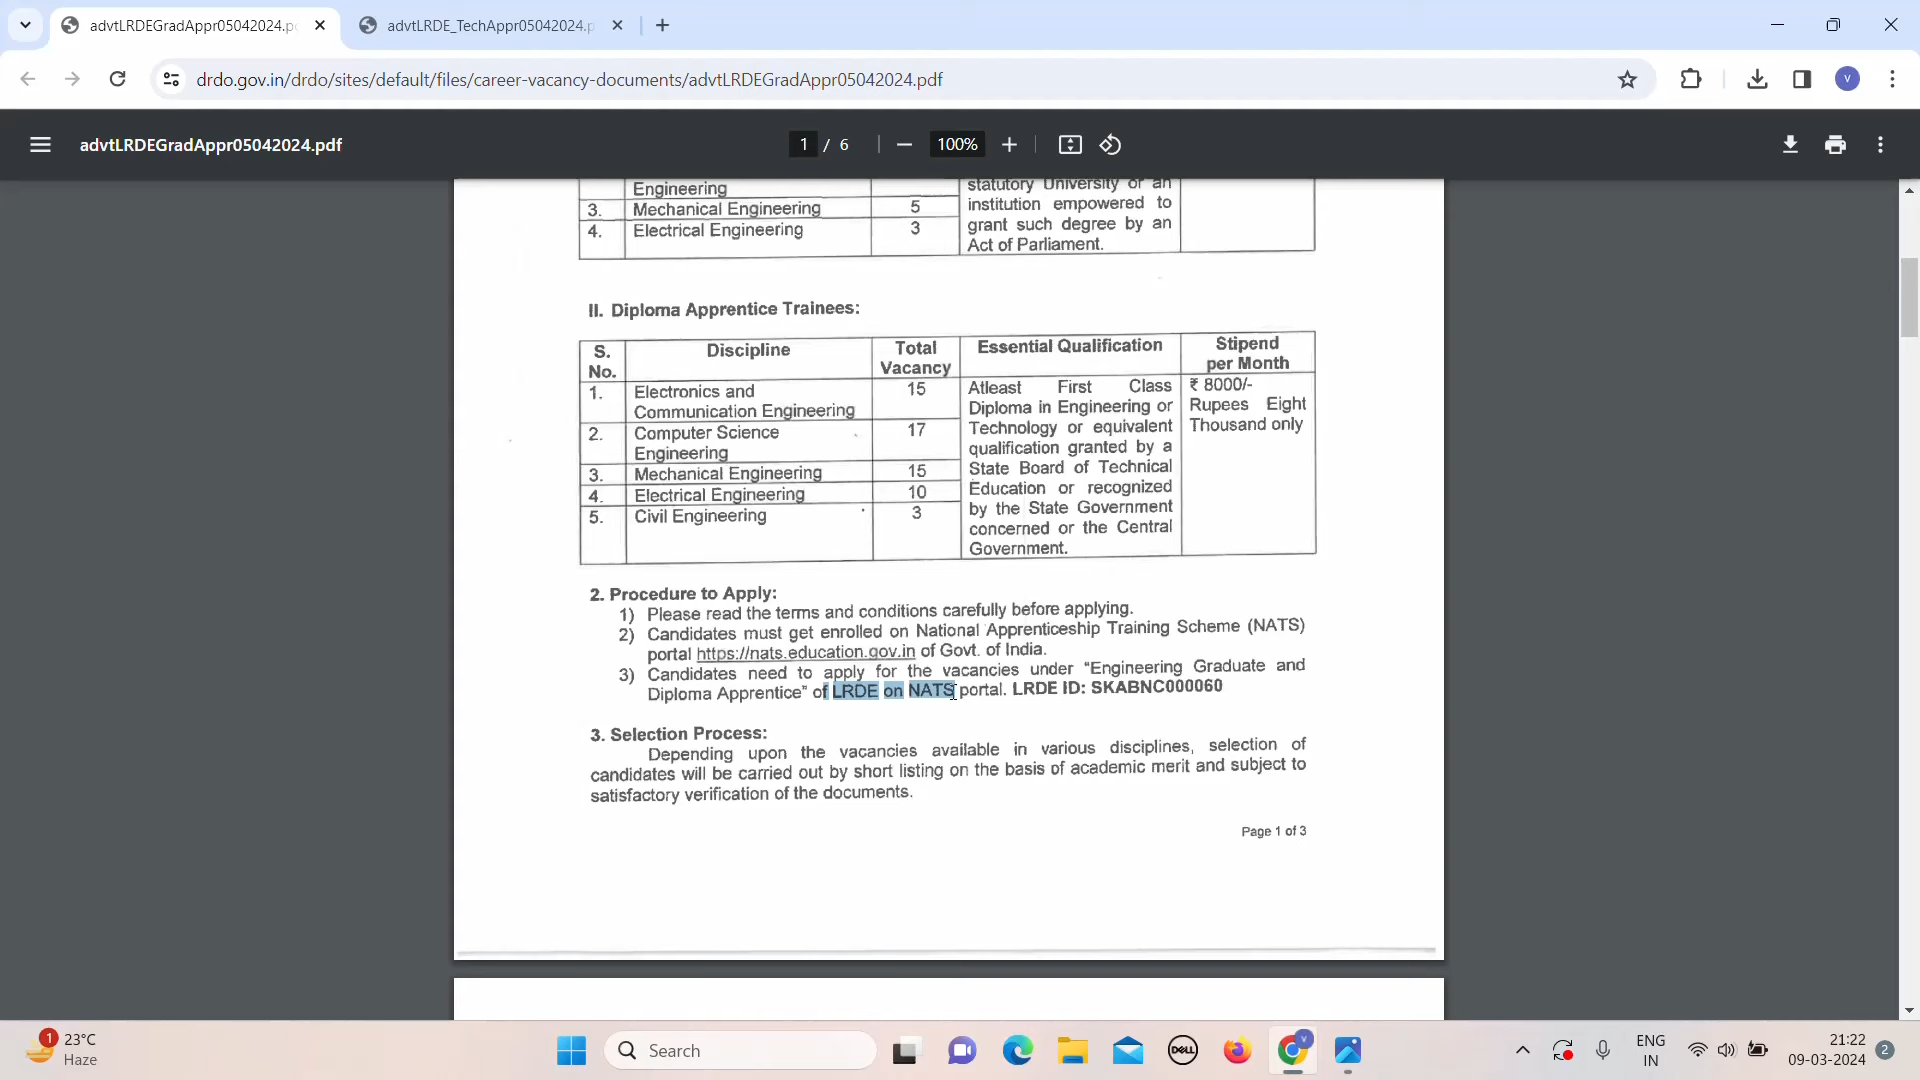 advtLRDEGradAppr05042024.p
advtLRDE_TechAppr05042024.p
drdo.gov.in/drdo/sites/default/files/career-vacancy-documents/advtLRDEGradAppr05042024.pdf
V
advtLRDEGradAppr05042024.pdf
1 / 6
100%
Engineering
3. Mechanical Engineering 5
4. Electrical Engineering 3
statutory University or an
institution empowered to
grant such degree by an
Act of Parliament.
II. Diploma Apprentice Trainees:
S. No.
Discipline
Total Vacancy
Essential Qualification
Stipend per Month
1. Electronics and
Communication Engineering
15
2. Computer Science
Engineering
17
3. Mechanical Engineering 15
4. Electrical Engineering 10
5. Civil Engineering 3
Atleast First Class
Diploma in Engineering or
Technology or equivalent
qualification granted by a
State Board of Technical
Education or recognized
by the State Government
concerned or the Central
Government.
₹ 8000/-
Rupees Eight
Thousand only
2. Procedure to Apply:
1) Please read the terms and conditions carefully before applying.
2) Candidates must get enrolled on National Apprenticeship Training Scheme (NATS)
portal https://nats.education.gov.in of Govt. of India.
3) Candidates need to apply for the vacancies under “Engineering Graduate and
Diploma Apprentice” of LRDE on NATS portal. LRDE ID: SKABNC000060
3. Selection Process:
Depending upon the vacancies available in various disciplines, selection of
candidates will be carried out by short listing on the basis of academic merit and subject to
satisfactory verification of the documents.
Page 1 of 3
1
23°C
Haze
Search
DELL
V
ENG
IN
21:22
09-03-2024
2